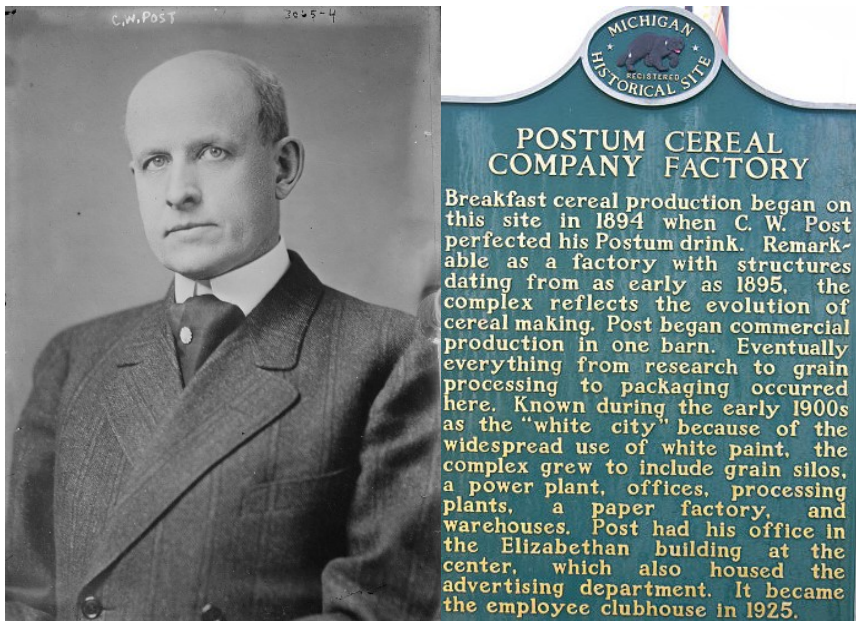 C.W. POST
3065-4
MICHIGAN
REGISTERED
HISTORICAL SITE
POSTUM CEREAL
COMPANY FACTORY
Breakfast cereal production began on
this site in 1894 when C. W. Post
perfected his Postum drink. Remark-
able as a factory with structures
dating from as early as 1895, the
complex reflects the evolution of
cereal making. Post began commercial
production in one barn. Eventually
everything from research to grain
processing to packaging occurred
here. Known during the early 1900s
as the "white city" because of the
widespread use of white paint, the
complex grew to include grain silos,
a power plant, offices, processing
plants, a paper factory, and
warehouses. Post had his office in
the Elizabethan building at the
center, which also housed the
advertising department. It became
the employee clubhouse in 1925.